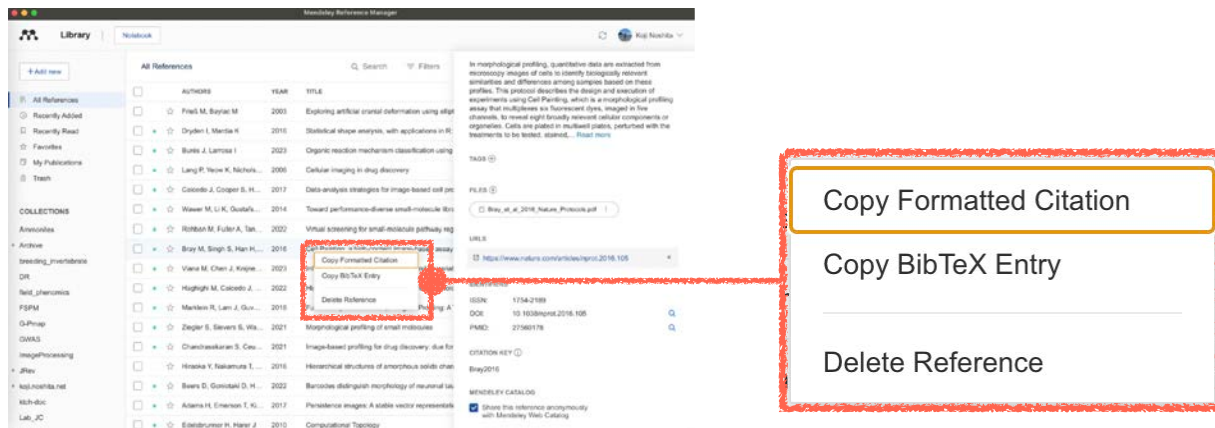 Mendeley Reference Manager
Library
Notebook
Koji Noshita
+ Add new
All References
Recently Added
Recently Read
Favorites
My Publications
Trash
COLLECTIONS
Ammonites
Archive
breeding_invertebrate
DR
field_phenomics
FSPM
G-Pmap
GWAS
ImageProcessing
JRev
koji.noshita.net
ktch-doc
Lab_JC
All References
Search
Filters
AUTHORS YEAR TITLE
Frieß M, Baylac M 2003 Exploring artificial cranial deformation using ellipt
Dryden I, Mardia K 2016 Statistical shape analysis, with applications in R:
Burés J, Larrosa I 2023 Organic reaction mechanism classification using
Lang P, Yeow K, Nichols... 2006 Cellular imaging in drug discovery
Caicedo J, Cooper S, H... 2017 Data-analysis strategies for image-based cell pro
Wawer M, Li K, Gustafs... 2014 Toward performance-diverse small-molecule libra
Rohban M, Fuller A, Tan... 2022 Virtual screening for small-molecule pathway reg
Bray M, Singh S, Han H,... 2016 Cell Painting, a high-content image-based assay
Viana M, Chen J, Knijne... 2023
Haghighi M, Caicedo J, ... 2022
Marklein R, Lam J, Guv... 2018
Ziegler S, Sievers S, Wa... 2021 Morphological profiling of small molecules
Chandrasekaran S, Ceu... 2021 Image-based profiling for drug discovery: due for
Hiraoka Y, Nakamura T, ... 2016 Hierarchical structures of amorphous solids char
Beers D, Goniotaki D, H... 2022 Barcodes distinguish morphology of neuronal tau
Adams H, Emerson T, Ki... 2017 Persistence images: A stable vector representati
Edelsbrunner H, Harer J 2010 Computational Topology
Copy Formatted Citation
Copy BibTeX Entry
Delete Reference
In morphological profiling, quantitative data are extracted from
microscopy images of cells to identify biologically relevant
similarities and differences among samples based on these
profiles. This protocol describes the design and execution of
experiments using Cell Painting, which is a morphological profiling
assay that multiplexes six fluorescent dyes, imaged in five
channels, to reveal eight broadly relevant cellular components or
organelles. Cells are plated in multiwell plates, perturbed with the
treatments to be tested, stained,... Read more
TAGS
FILES
Bray_et_al_2016_Nature_Protocols.pdf
URLS
https://www.nature.com/articles/nprot.2016.105
IDENTIFIERS
ISSN: 1754-2189
DOI: 10.1038/nprot.2016.105
PMID: 27560178
CITATION KEY
Bray2016
MENDELEY CATALOG
Share this reference anonymously
with Mendeley Web Catalog
Copy Formatted Citation
Copy BibTeX Entry
Delete Reference